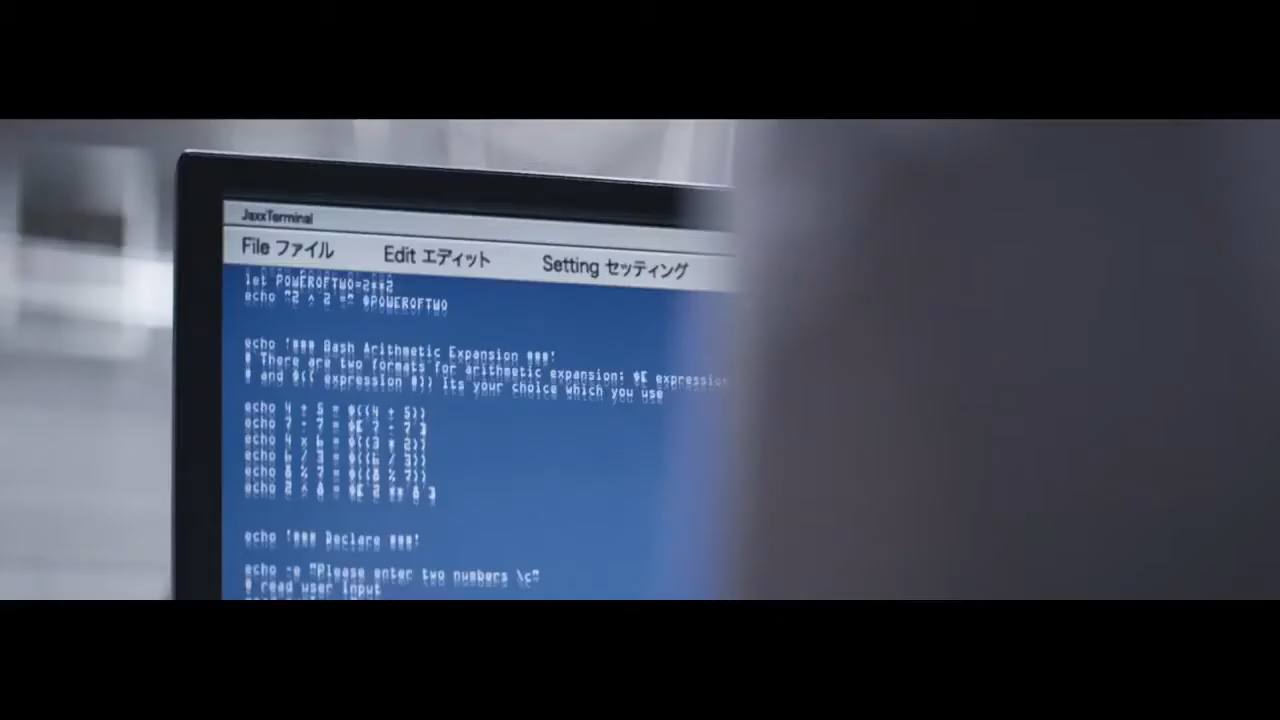 JaxxTerminal
File ファイル Edit エディット Setting セッティング
let POWEROFTWO=2**2
echo "2 ^ 2 =" $POWEROFTWO
echo '### Bash Arithmetic Expansion ###'
# There are two formats for arithmetic expansion: $[ expression
# and $(( expression #)) its your choice which you use
echo 4 + 5 = $((4 + 5))
echo 7 - 7 = $[ 7 - 7 ]
echo 4 x 6 = $((3 * 2))
echo 6 / 3 = $((6 / 3))
echo 8 % 7 = $((8 % 7))
echo 2 ^ 8 = $[ 2 ** 8 ]
echo '### Declare ###'
echo -e "Please enter two numbers \c"
# read user input